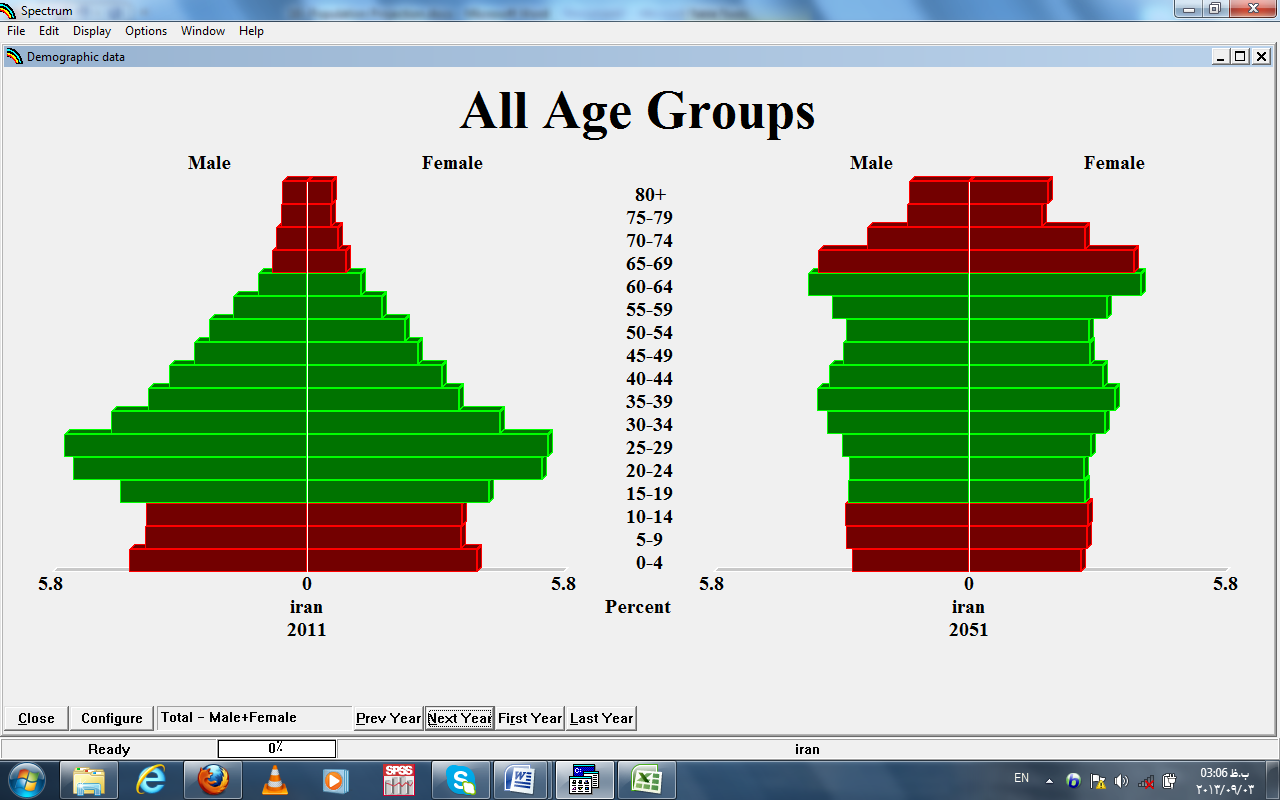 Spectrum
File Edit Display Options Window Help
Demographic data
All Age Groups
Male Female Male Female
80+
75-79
70-74
65-69
60-64
55-59
50-54
45-49
40-44
35-39
30-34
25-29
20-24
15-19
10-14
5-9
0-4
5.8 0 5.8 5.8 0 5.8
iran Percent iran
2011 2051
Close Configure Total - Male+Female Prev Year Next Year First Year Last Year
Ready 0% iran
SPSS
EN
03:06 ب.ظ
٢٠١٣/٠٩/٠٣